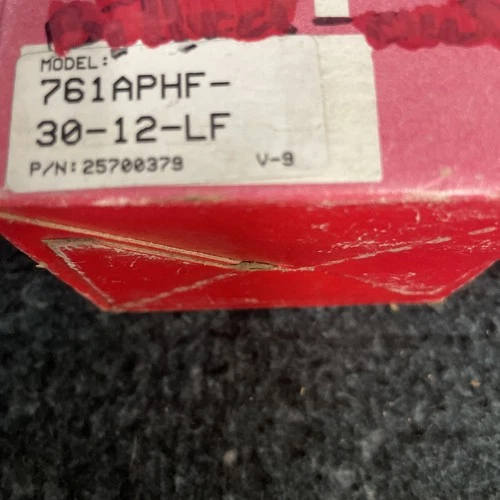 MODEL:
761APHF-
30-12-LF
P/N: 25700379 V-9